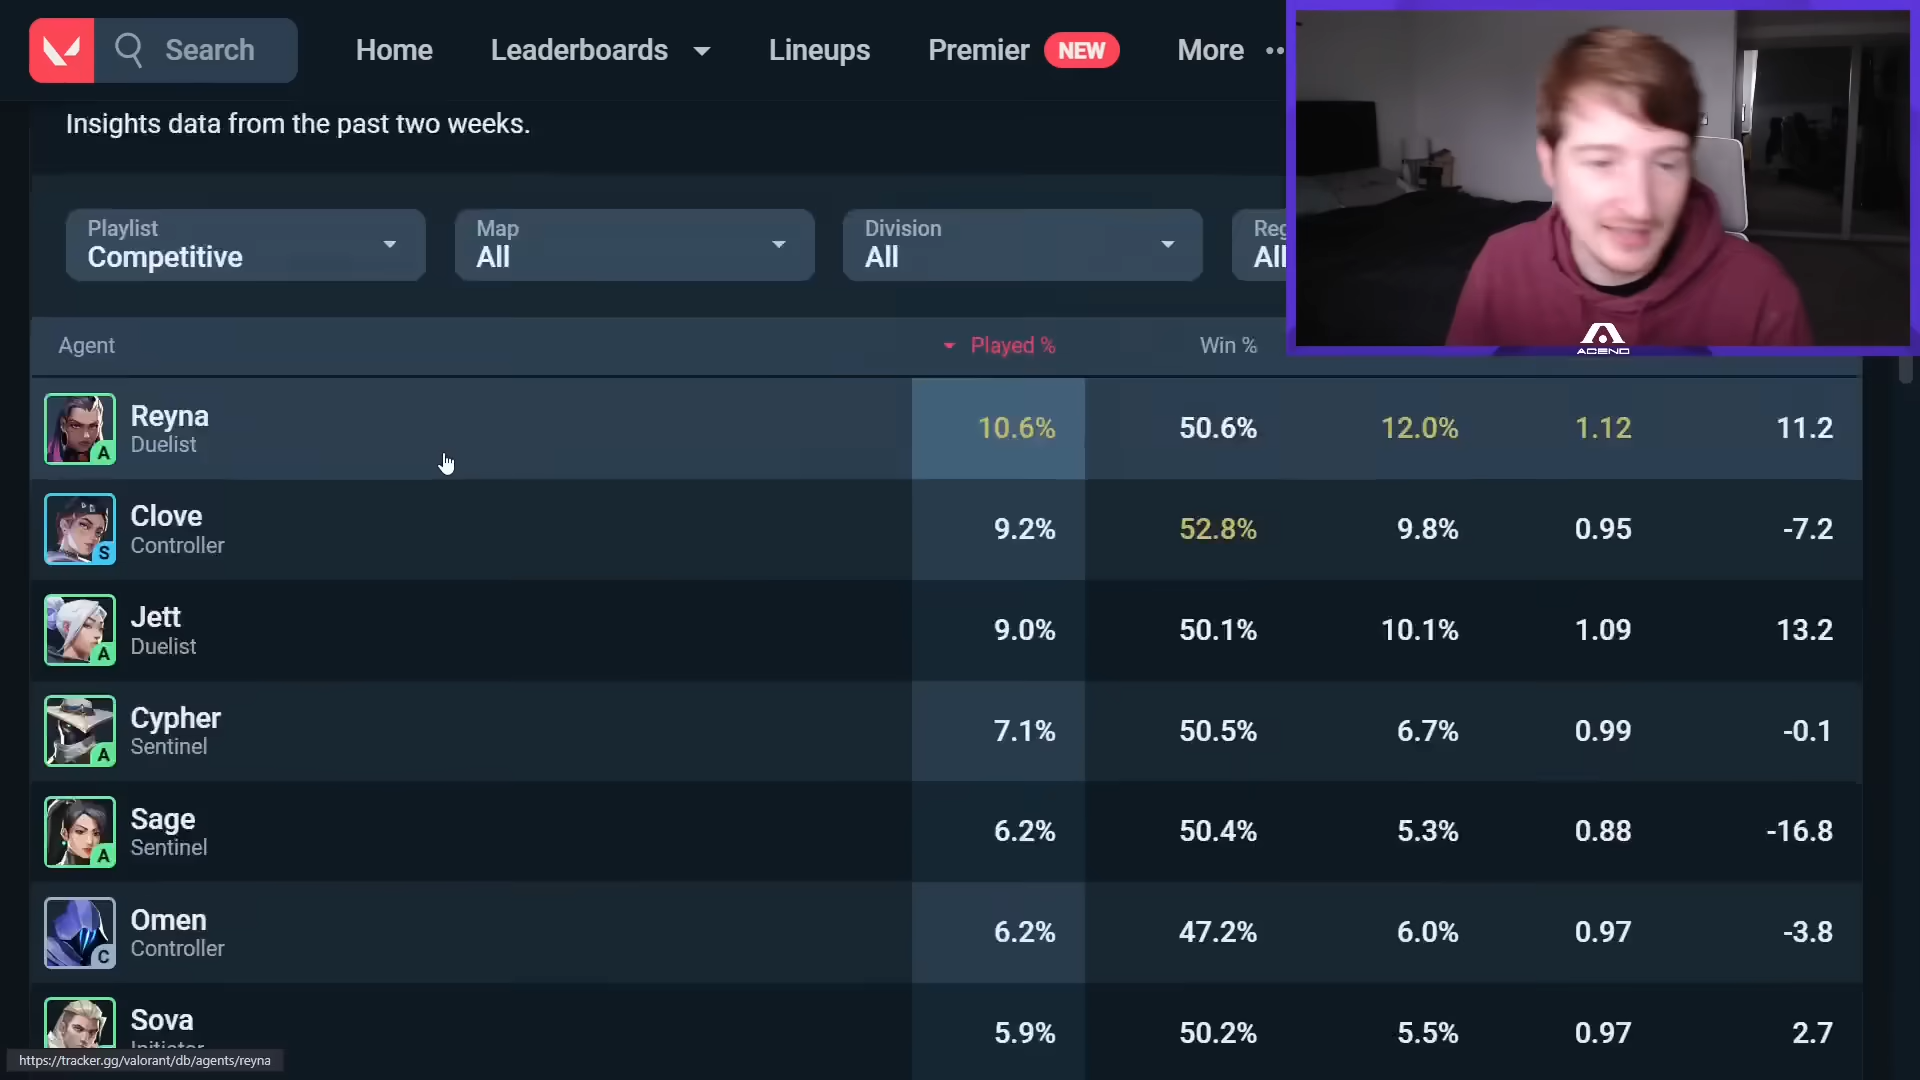 Search
Home
Leaderboards
Lineups
Premier NEW
More
Insights data from the past two weeks.
Playlist
Competitive
Map
All
Division
All
Reg
All
ACEND
Agent
Played %
Win %
Reyna
Duelist
A
10.6% 50.6% 12.0% 1.12 11.2
Clove
Controller
S
9.2% 52.8% 9.8% 0.95 -7.2
Jett
Duelist
A
9.0% 50.1% 10.1% 1.09 13.2
Cypher
Sentinel
A
7.1% 50.5% 6.7% 0.99 -0.1
Sage
Sentinel
A
6.2% 50.4% 5.3% 0.88 -16.8
Omen
Controller
C
6.2% 47.2% 6.0% 0.97 -3.8
Sova
Initiator
5.9% 50.2% 5.5% 0.97 2.7
https://tracker.gg/valorant/db/agents/reyna